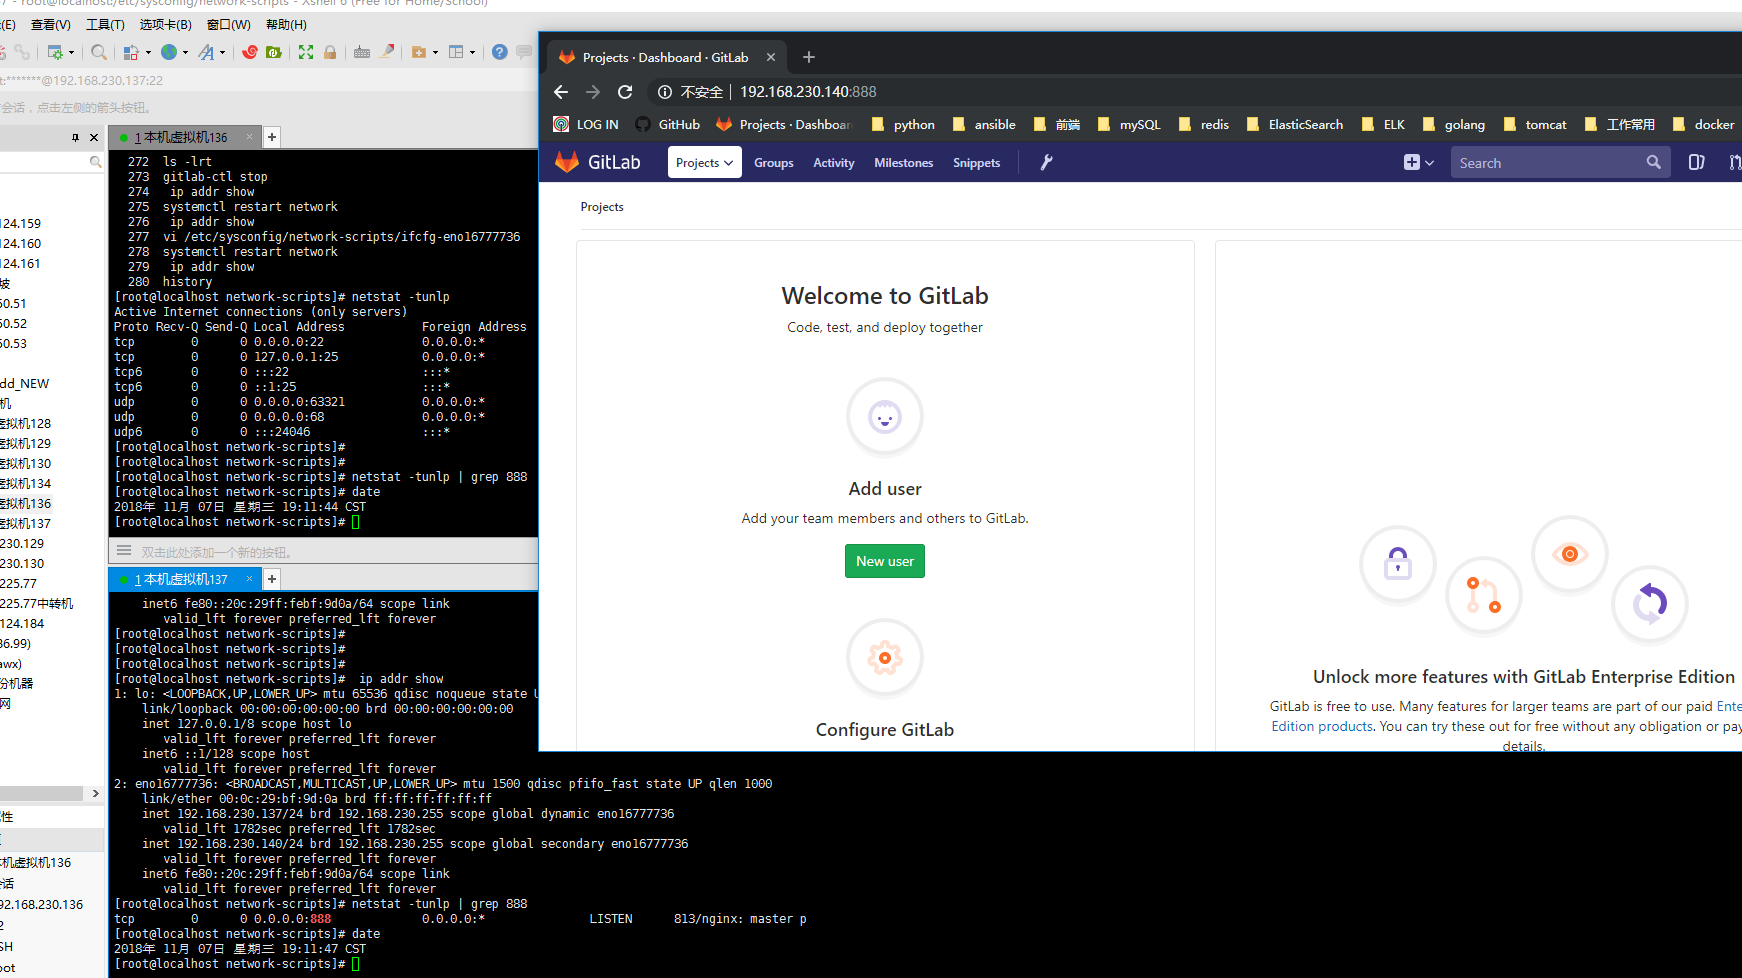 - root@localhost:/etc/sysconfig/network-scripts - Xshell 6 (Free for Home/School)
(E) 查看(V) 工具(T) 选项卡(B) 窗口(W) 帮助(H)
t:*******@192.168.230.137:22
会话，点击左侧的箭头按钮。
124.159
124.160
124.161
坡
50.51
50.52
50.53
dd_NEW
机
虚拟机128
虚拟机129
虚拟机130
虚拟机134
虚拟机136
虚拟机137
230.129
230.130
225.77
225.77中转机
124.184
36.99)
awx)
份机器
网
性
本机虚拟机136
会话
92.168.230.136
2
SH
oot
1 本机虚拟机136
272 ls -lrt
273 gitlab-ctl stop
274 ip addr show
275 systemctl restart network
276 ip addr show
277 vi /etc/sysconfig/network-scripts/ifcfg-eno16777736
278 systemctl restart network
279 ip addr show
280 history
[root@localhost network-scripts]# netstat -tunlp
Active Internet connections (only servers)
Proto Recv-Q Send-Q Local Address Foreign Address
tcp 0 0 0.0.0.0:22 0.0.0.0:*
tcp 0 0 127.0.0.1:25 0.0.0.0:*
tcp6 0 0 :::22 :::*
tcp6 0 0 ::1:25 :::*
udp 0 0 0.0.0.0:63321 0.0.0.0:*
udp 0 0 0.0.0.0:68 0.0.0.0:*
udp6 0 0 :::24046 :::*
[root@localhost network-scripts]#
[root@localhost network-scripts]#
[root@localhost network-scripts]# netstat -tunlp | grep 888
[root@localhost network-scripts]# date
2018年 11月 07日 星期三 19:11:44 CST
[root@localhost network-scripts]#
双击此处添加一个新的按钮。
1 本机虚拟机137
inet6 fe80::20c:29ff:febf:9d0a/64 scope link
valid_lft forever preferred_lft forever
[root@localhost network-scripts]#
[root@localhost network-scripts]#
[root@localhost network-scripts]#
[root@localhost network-scripts]# ip addr show
1: lo: <LOOPBACK,UP,LOWER_UP> mtu 65536 qdisc noqueue state U
link/loopback 00:00:00:00:00:00 brd 00:00:00:00:00:00
inet 127.0.0.1/8 scope host lo
valid_lft forever preferred_lft forever
inet6 ::1/128 scope host
valid_lft forever preferred_lft forever
2: eno16777736: <BROADCAST,MULTICAST,UP,LOWER_UP> mtu 1500 qdisc pfifo_fast state UP qlen 1000
link/ether 00:0c:29:bf:9d:0a brd ff:ff:ff:ff:ff:ff
inet 192.168.230.137/24 brd 192.168.230.255 scope global dynamic eno16777736
valid_lft 1782sec preferred_lft 1782sec
inet 192.168.230.140/24 brd 192.168.230.255 scope global secondary eno16777736
valid_lft forever preferred_lft forever
inet6 fe80::20c:29ff:febf:9d0a/64 scope link
valid_lft forever preferred_lft forever
[root@localhost network-scripts]# netstat -tunlp | grep 888
tcp 0 0 0.0.0.0:888 0.0.0.0:* LISTEN 813/nginx: master p
[root@localhost network-scripts]# date
2018年 11月 07日 星期三 19:11:47 CST
[root@localhost network-scripts]#
Projects · Dashboard · GitLab
不安全 | 192.168.230.140:888
LOG IN GitHub Projects · Dashboar python ansible 前端 mySQL redis ElasticSearch ELK golang tomcat 工作常用 docker
GitLab Projects Groups Activity Milestones Snippets Search
Projects
Welcome to GitLab
Code, test, and deploy together
Add user
Add your team members and others to GitLab.
New user
Configure GitLab
Unlock more features with GitLab Enterprise Edition
GitLab is free to use. Many features for larger teams are part of our paid Ente
Edition products. You can try these out for free without any obligation or pay
details.